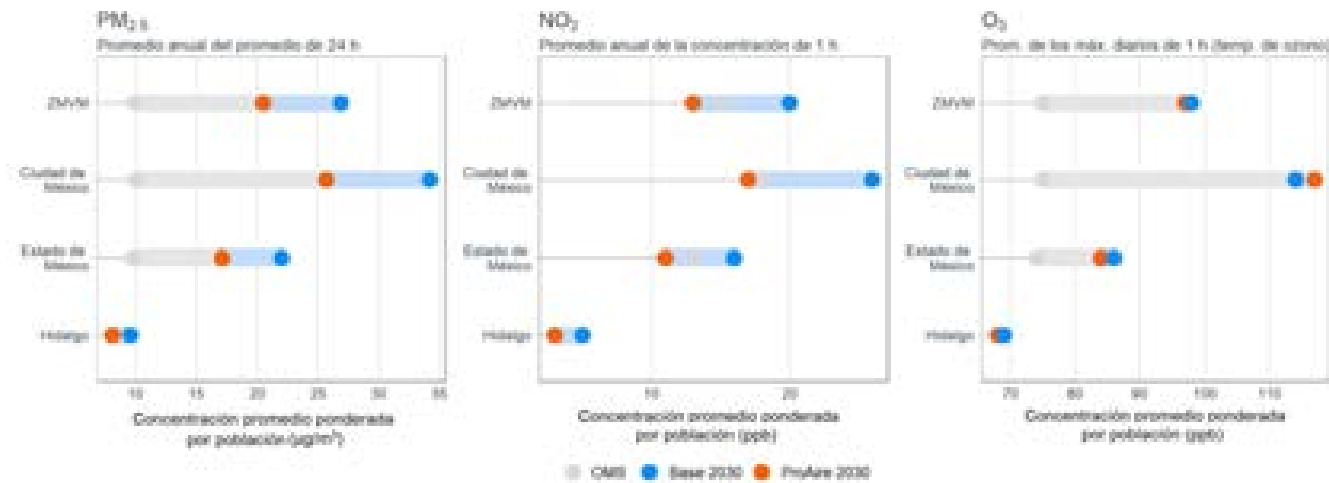 PM2.5
Promedio anual del promedio de 24 h
ZMVM
Ciudad de
México
Estado de
México
Hidalgo
10 15 20 25 30 35
Concentración promedio ponderada
por población (µg/m³)
NO2
Promedio anual de la concentración de 1 h
ZMVM
Ciudad de
México
Estado de
México
Hidalgo
10 20
Concentración promedio ponderada
por población (ppb)
O3
Prom. de los máx. diarios de 1 h (temp. de ozono)
ZMVM
Ciudad de
México
Estado de
México
Hidalgo
70 80 90 100 110
Concentración promedio ponderada
por población (ppb)
OMS Base 2030 ProAire 2030